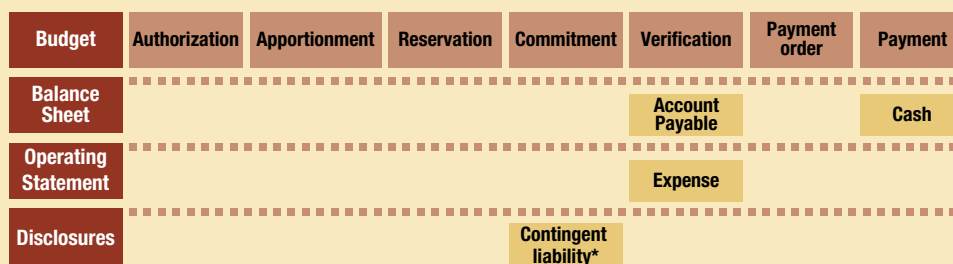 Budget Authorization Apportionment Reservation Commitment Verification Payment order Payment
Balance
Sheet
Account
Payable
Cash
Operating
Statement
Expense
Disclosures
Contingent
liability*